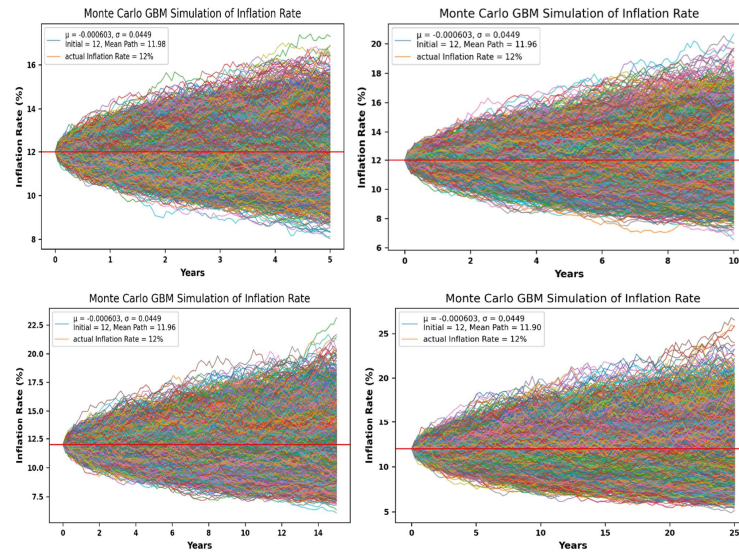 Monte Carlo GBM Simulation of Inflation Rate
μ = -0.000603, σ = 0.0449
Initial = 12, Mean Path = 11.98
actual Inflation Rate = 12%
Inflation Rate (%)
16
14
12
10
8
0 1 2 3 4 5
Years
Monte Carlo GBM Simulation of Inflation Rate
μ = -0.000603, σ = 0.0449
Initial = 12, Mean Path = 11.96
actual Inflation Rate = 12%
Inflation Rate (%)
20
18
16
14
12
10
8
6
0 2 4 6 8 10
Years
Monte Carlo GBM Simulation of Inflation Rate
μ = -0.000603, σ = 0.0449
Initial = 12, Mean Path = 11.96
actual Inflation Rate = 12%
Inflation Rate (%)
22.5
20.0
17.5
15.0
12.5
10.0
7.5
0 2 4 6 8 10 12 14
Years
Monte Carlo GBM Simulation of Inflation Rate
μ = -0.000603, σ = 0.0449
Initial = 12, Mean Path = 11.90
actual Inflation Rate = 12%
Inflation Rate (%)
25
20
15
10
5
0 5 10 15 20 25
Years